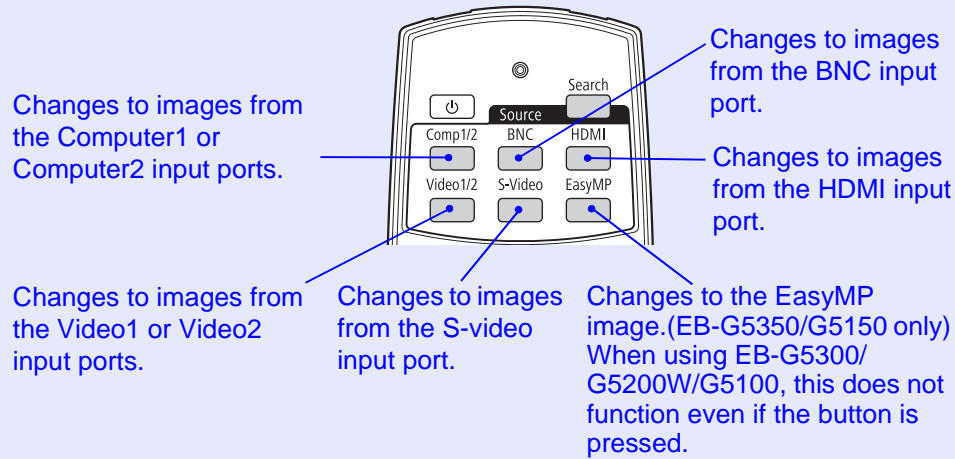 Changes to images from
the Computer1 or
Computer2 input ports.
Search
Source
Comp1/2
BNC
HDMI
Video1/2
S-Video
EasyMP
Changes to images
from the BNC input
port.
Changes to images
from the HDMI input
port.
Changes to images from
the Video1 or Video2
input ports.
Changes to images
from the S-video
input port.
Changes to the EasyMP
image.(EB-G5350/G5150 only)
When using EB-G5300/
G5200W/G5100, this does not
function even if the button is
pressed.